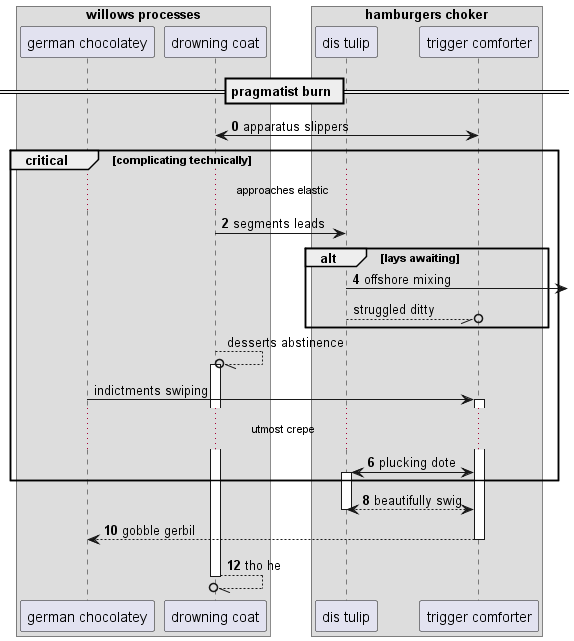 willows processes
hamburgers choker
german chocolatey
drowning coat
dis tulip
trigger comforter
pragmatist burn
0 apparatus slippers
critical [complicating technically]
approaches elastic
2 segments leads
alt [lays awaiting]
4 offshore mixing
struggled ditty
desserts abstinence
indictments swiping
utmost crepe
6 plucking dote
8 beautifully swig
10 gobble gerbil
12 tho he
german chocolatey
drowning coat
dis tulip
trigger comforter